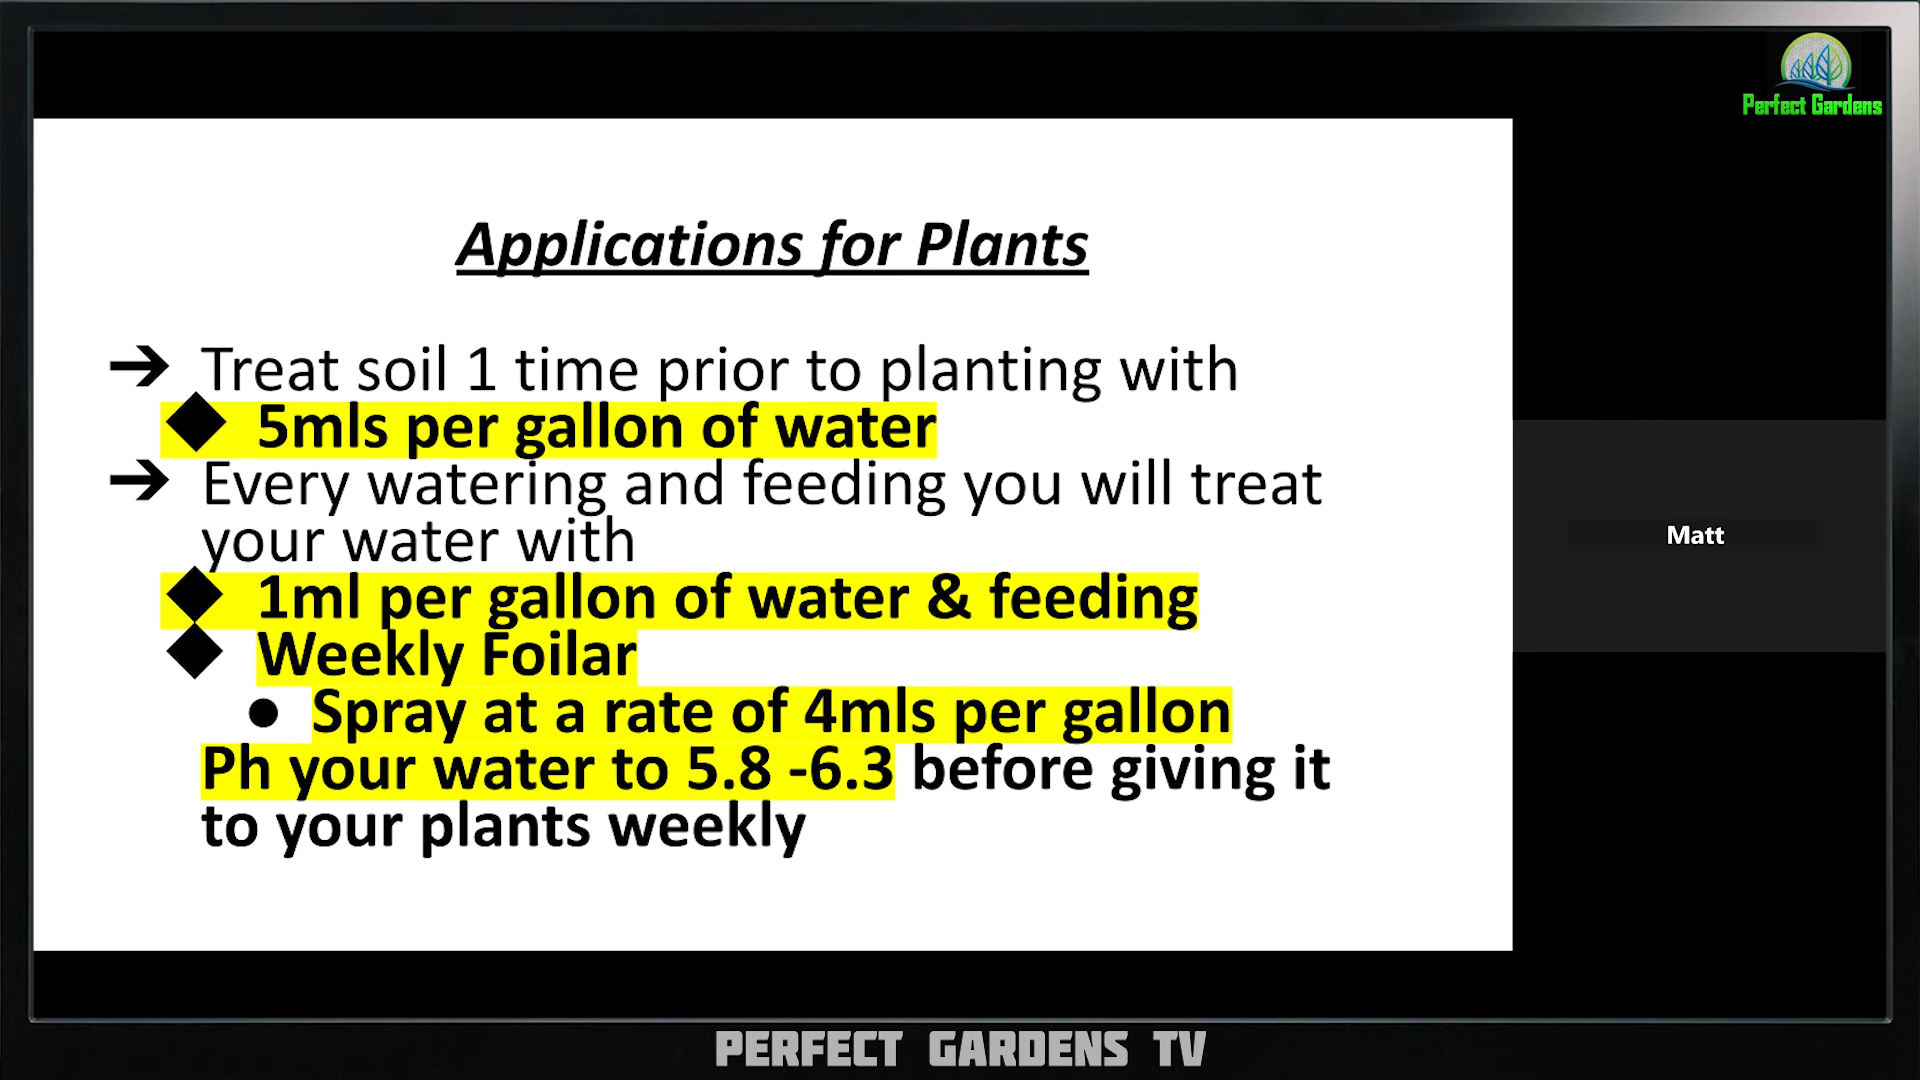 Perfect Gardens
Applications for Plants
➔ Treat soil 1 time prior to planting with
◆ 5mls per gallon of water
➔ Every watering and feeding you will treat
your water with
◆ 1ml per gallon of water & feeding
◆ Weekly Foilar
● Spray at a rate of 4mls per gallon
Ph your water to 5.8 -6.3 before giving it
to your plants weekly
Matt
PERFECT GARDENS TV